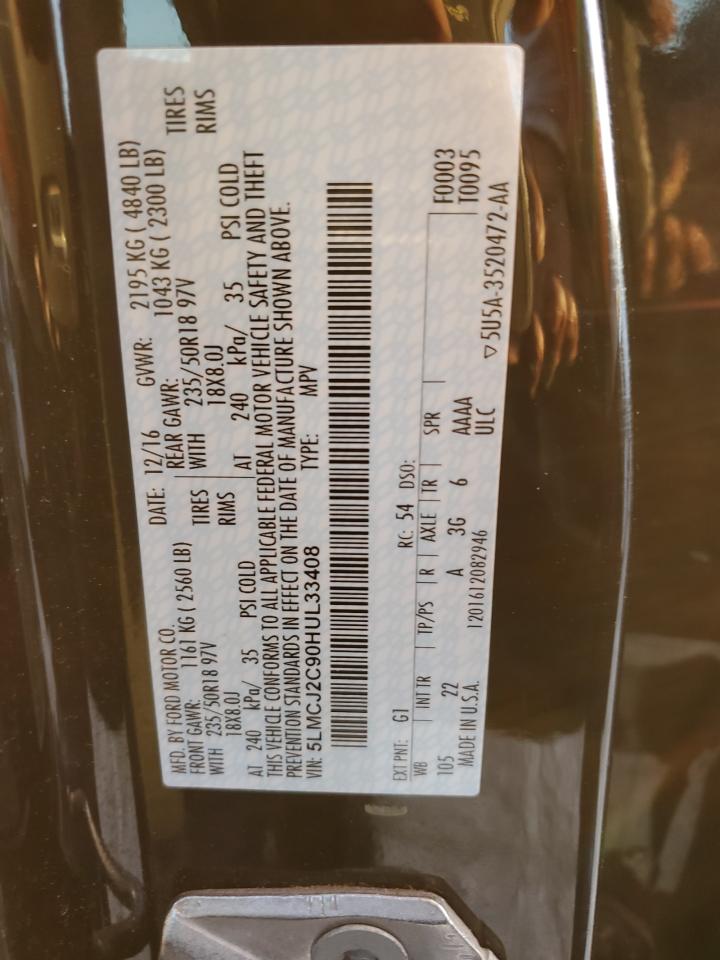 MFD. BY FORD MOTOR CO.
DATE: 12/16 GVWR: 2195 KG ( 4840 LB)
FRONT GAWR: 1161 KG ( 2560 LB) REAR GAWR: 1043 KG ( 2300 LB)
WITH 235/50R18 97V TIRES WITH 235/50R18 97V TIRES
18X8.0J RIMS 18X8.0J RIMS
AT 240 kPa/ 35 PSI COLD AT 240 kPa/ 35 PSI COLD
THIS VEHICLE CONFORMS TO ALL APPLICABLE FEDERAL MOTOR VEHICLE SAFETY AND THEFT
PREVENTION STANDARDS IN EFFECT ON THE DATE OF MANUFACTURE SHOWN ABOVE.
VIN: 5LMCJ2C90HUL33408 TYPE: MPV
EXT PNT: G1 RC: 54 DSO: F0003
WB INT TR TP/PS R AXLE TR SPR T0095
105 22 A 3G 6 AAAA
ULC
MADE IN U.S.A. 1201612082946 ▽5U5A-3520472-AA